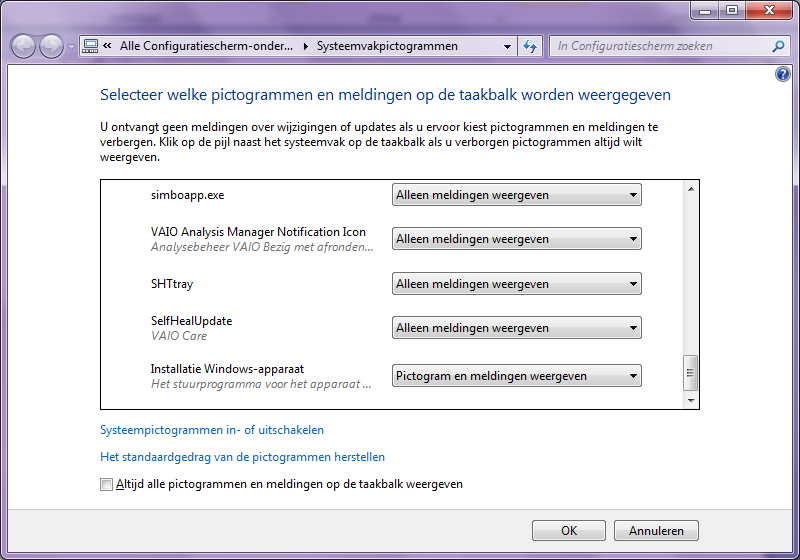 « Alle Configuratiescherm-onder... Systeemvakpictogrammen In Configuratiescherm zoeken
Selecteer welke pictogrammen en meldingen op de taakbalk worden weergegeven
U ontvangt geen meldingen over wijzigingen of updates als u ervoor kiest pictogrammen en meldingen te
verbergen. Klik op de pijl naast het systeemvak op de taakbalk als u verborgen pictogrammen altijd wilt
weergeven.
simboapp.exe Alleen meldingen weergeven
VAIO Analysis Manager Notification Icon
Analysebeheer VAIO Bezig met afronden... Alleen meldingen weergeven
SHTtray Alleen meldingen weergeven
SelfHealUpdate
VAIO Care Alleen meldingen weergeven
Installatie Windows-apparaat
Het stuurprogramma voor het apparaat ... Pictogram en meldingen weergeven
Systeempictogrammen in- of uitschakelen
Het standaardgedrag van de pictogrammen herstellen
Altijd alle pictogrammen en meldingen op de taakbalk weergeven
OK Annuleren